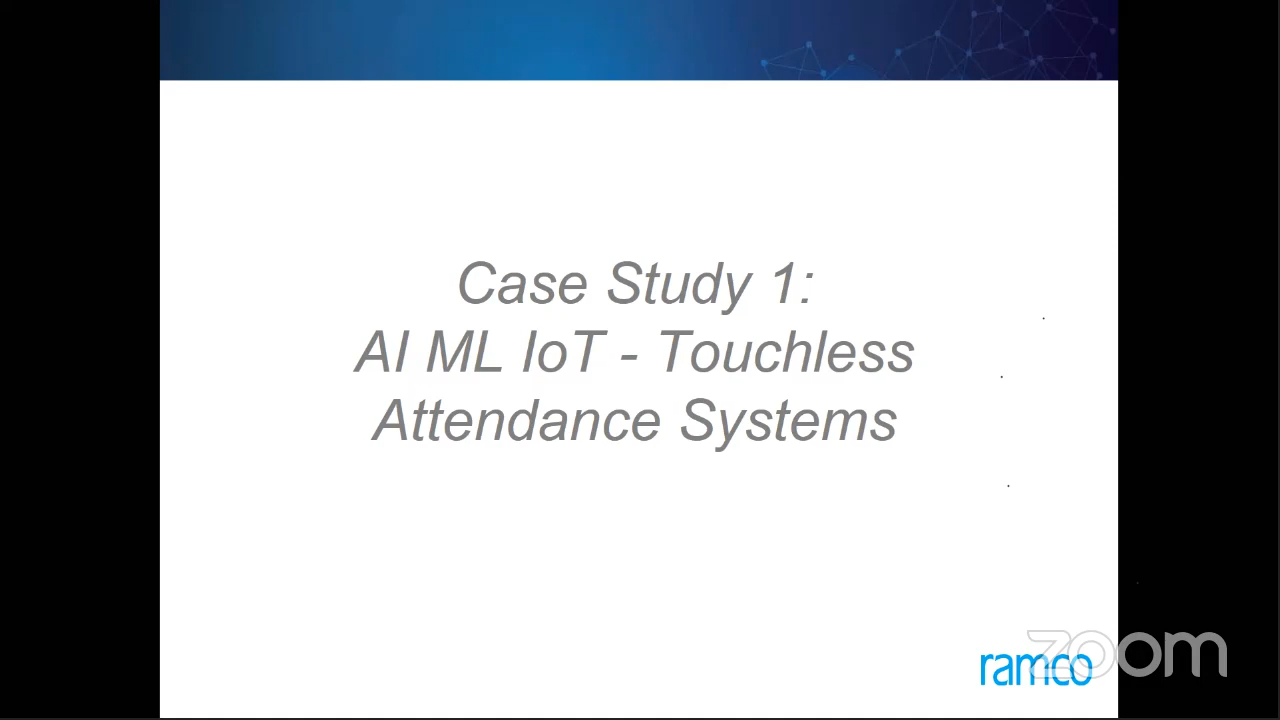 Case Study 1:
AI ML IoT - Touchless
Attendance Systems
ramco
zoom